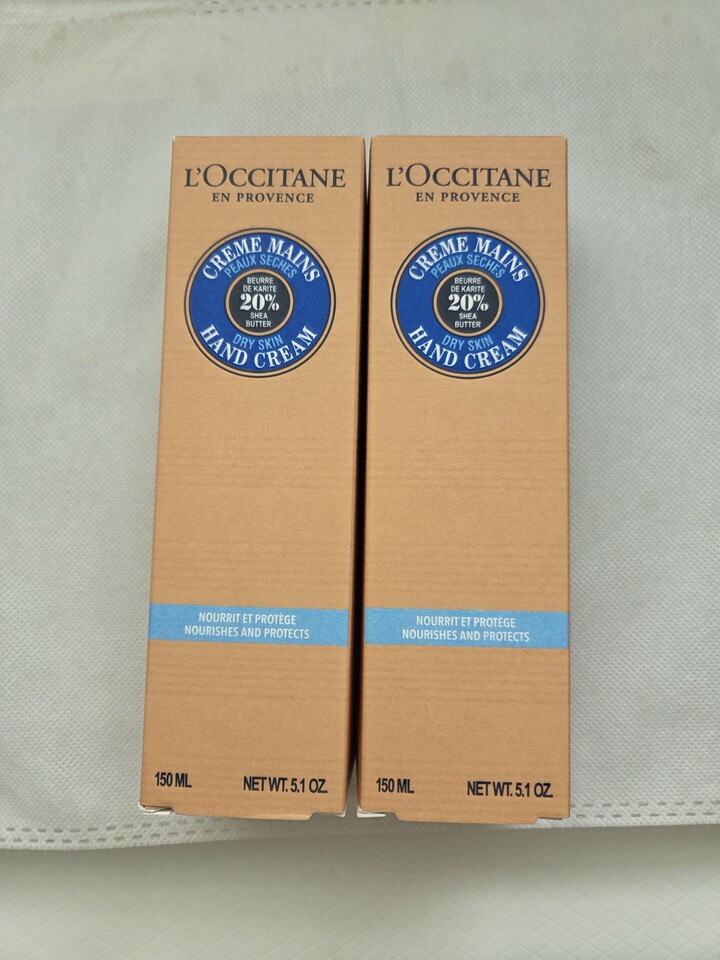 L'OCCITANE
EN PROVENCE
CREME MAINS
PEAUX SECHES
BEURRE
DE KARITE
20%
SHEA
BUTTER
DRY SKIN
HAND CREAM
NOURRIT ET PROTÈGE
NOURISHES AND PROTECTS
150 ML NET WT. 5.1 OZ.
L'OCCITANE
EN PROVENCE
CREME MAINS
PEAUX SECHES
BEURRE
DE KARITE
20%
SHEA
BUTTER
DRY SKIN
HAND CREAM
NOURRIT ET PROTÈGE
NOURISHES AND PROTECTS
150 ML NET WT. 5.1 OZ.